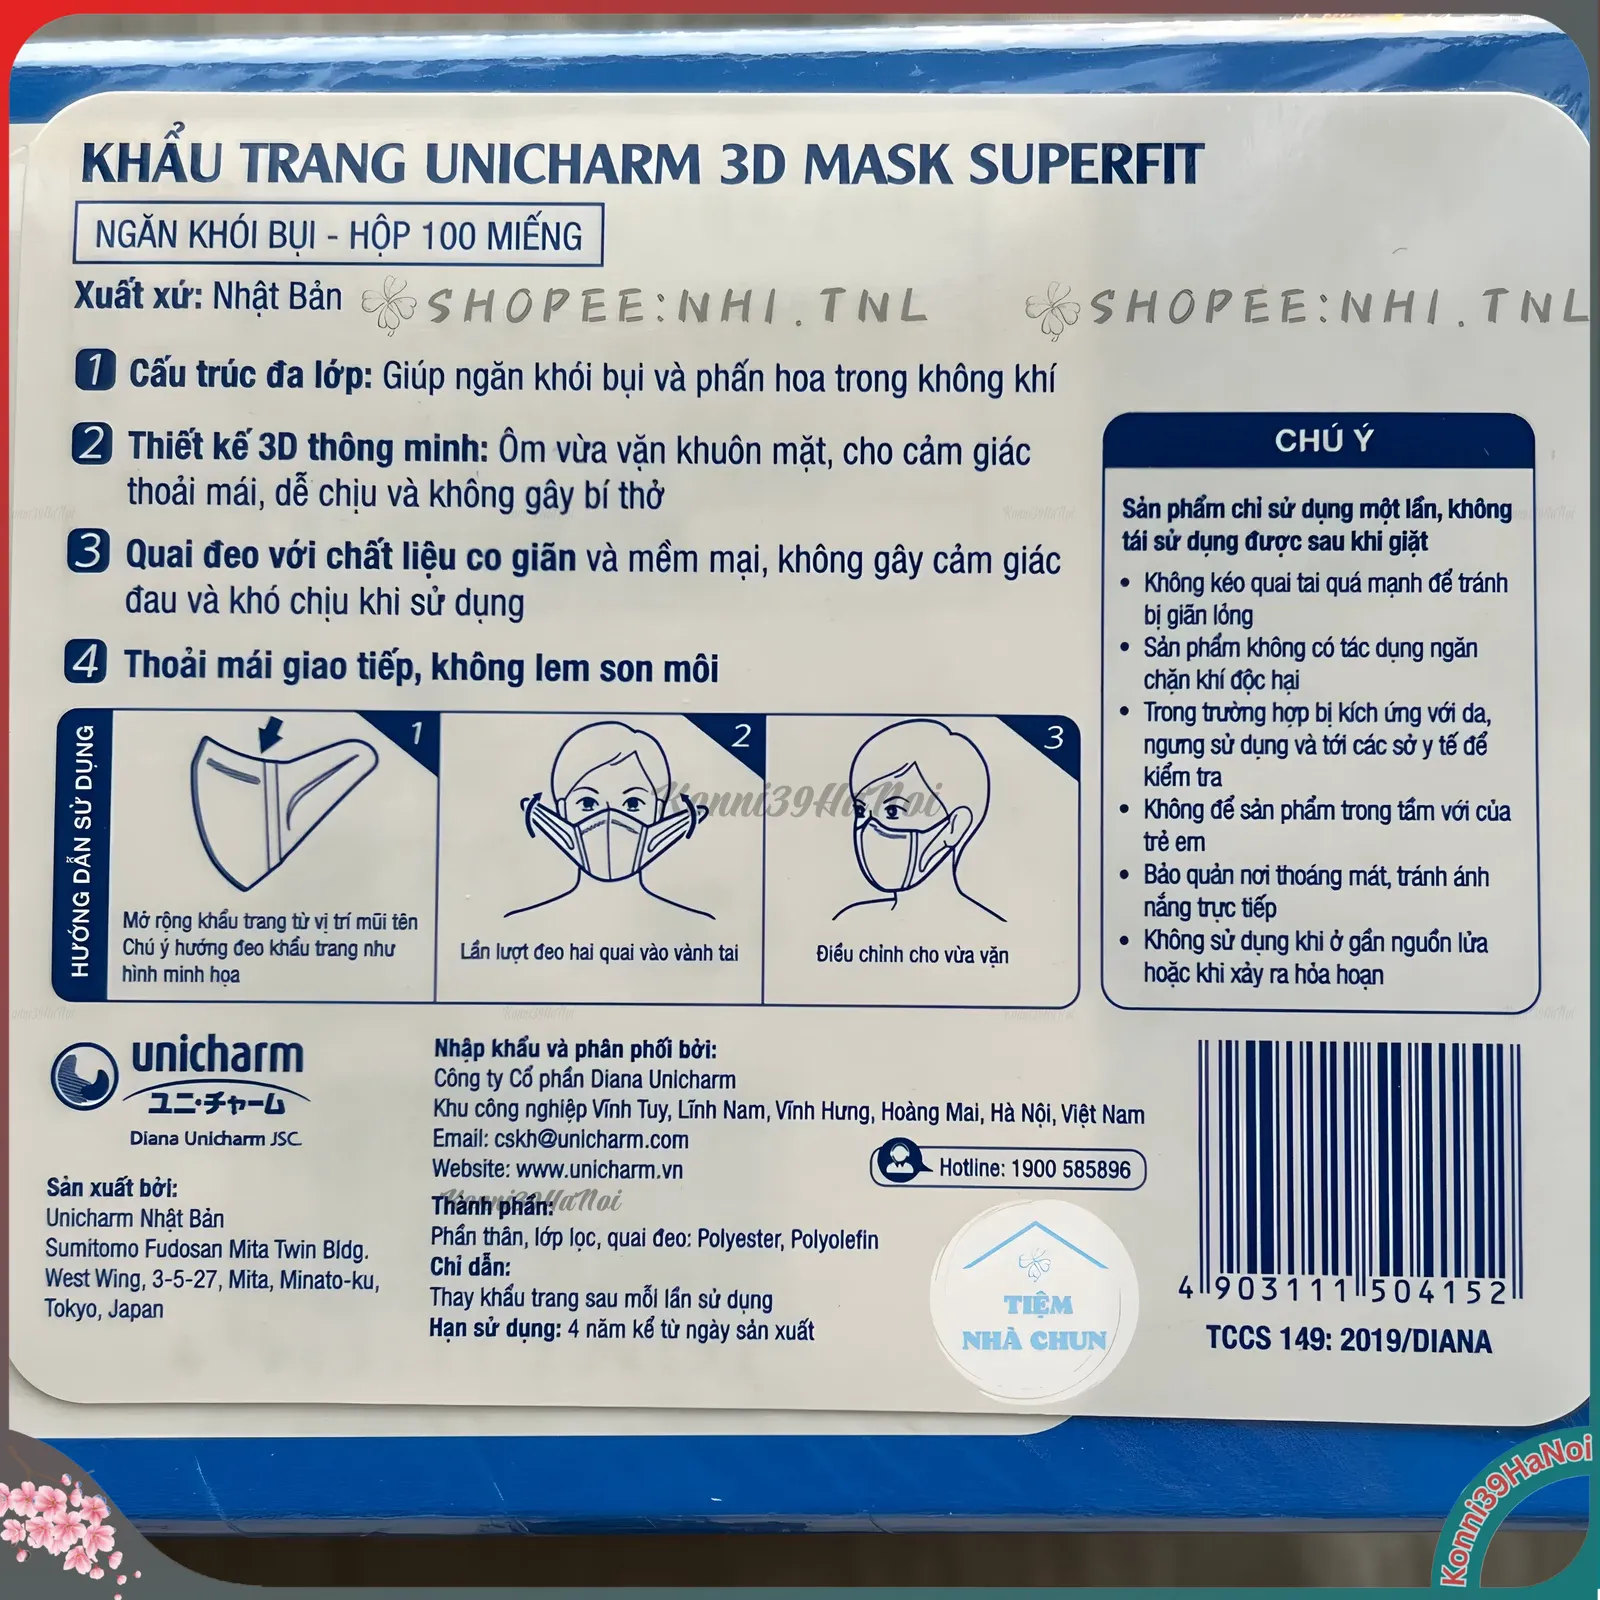 KHẨU TRANG UNICHARM 3D MASK SUPERFIT
NGĂN KHÓI BỤI - HỘP 100 MIẾNG
Xuất xứ: Nhật Bản
SHOPEE:NHI.TNL
SHOPEE:NHI.TNL
1 Cấu trúc đa lớp: Giúp ngăn khói bụi và phấn hoa trong không khí
2 Thiết kế 3D thông minh: Ôm vừa vặn khuôn mặt, cho cảm giác
thoải mái, dễ chịu và không gây bí thở
3 Quai đeo với chất liệu co giãn và mềm mại, không gây cảm giác
đau và khó chịu khi sử dụng
4 Thoải mái giao tiếp, không lem son môi
CHÚ Ý
Sản phẩm chỉ sử dụng một lần, không
tái sử dụng được sau khi giặt
• Không kéo quai tai quá mạnh để tránh
bị giãn lỏng
• Sản phẩm không có tác dụng ngăn
chặn khí độc hại
• Trong trường hợp bị kích ứng với da,
ngưng sử dụng và tới các sở y tế để
kiểm tra
• Không để sản phẩm trong tầm với của
trẻ em
• Bảo quản nơi thoáng mát, tránh ánh
nắng trực tiếp
• Không sử dụng khi ở gần nguồn lửa
hoặc khi xảy ra hỏa hoạn
HƯỚNG DẪN SỬ DỤNG
1
Mở rộng khẩu trang từ vị trí mũi tên
Chú ý hướng đeo khẩu trang như
hình minh họa
2
Lần lượt đeo hai quai vào vành tai
3
Điều chỉnh cho vừa vặn
Konni39HaNoi
unicharm
ユニ・チャーム
Diana Unicharm JSC.
Sản xuất bởi:
Unicharm Nhật Bản
Sumitomo Fudosan Mita Twin Bldg.
West Wing, 3-5-27, Mita, Minato-ku,
Tokyo, Japan
Nhập khẩu và phân phối bởi:
Công ty Cổ phần Diana Unicharm
Khu công nghiệp Vĩnh Tuy, Lĩnh Nam, Vĩnh Hưng, Hoàng Mai, Hà Nội, Việt Nam
Email: cskh@unicharm.com
Website: www.unicharm.vn
Hotline: 1900 585896
Konni39HaNoi
Thành phần:
Phần thân, lớp lọc, quai đeo: Polyester, Polyolefin
Chỉ dẫn:
Thay khẩu trang sau mỗi lần sử dụng
Hạn sử dụng: 4 năm kể từ ngày sản xuất
TIỆM
NHÀ CHUN
4 903111 504152
TCCS 149: 2019/DIANA
Konni39HaNoi